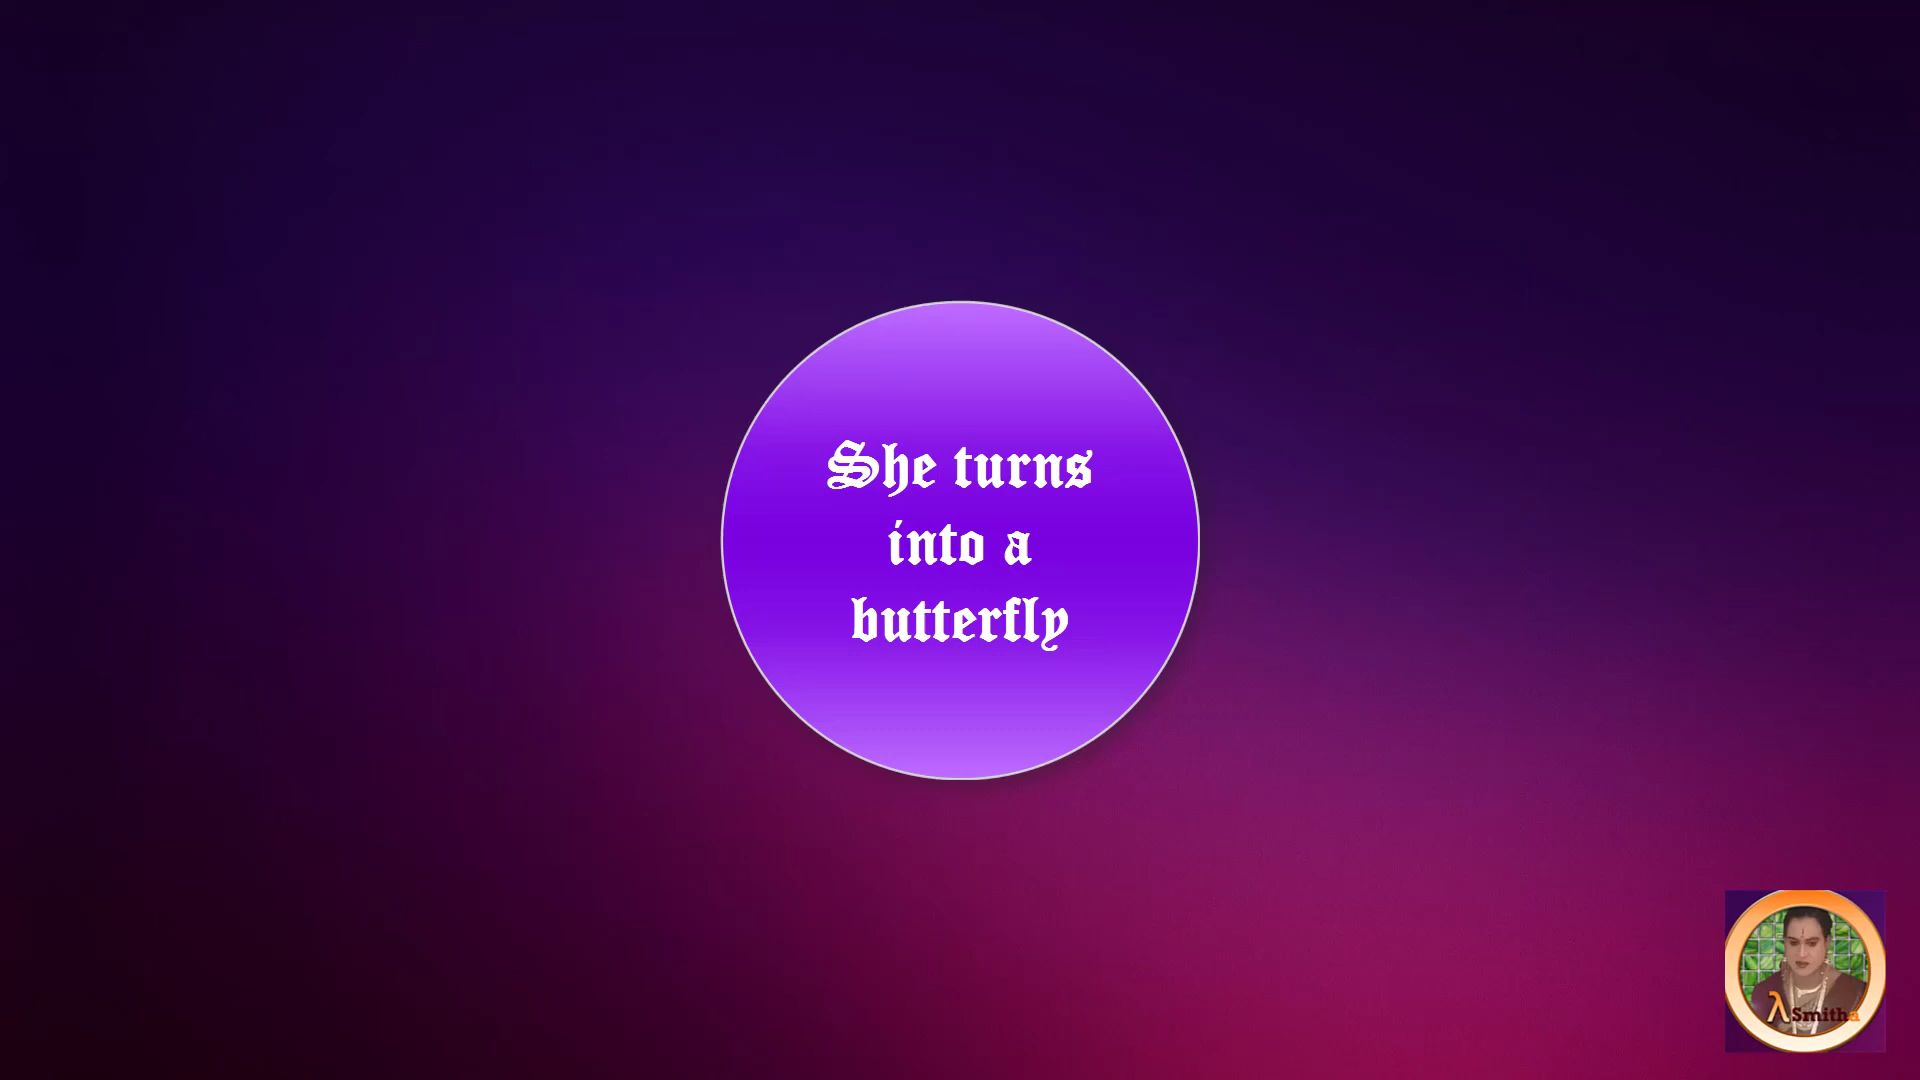 She turns
into a
butterfly
λ Smitha